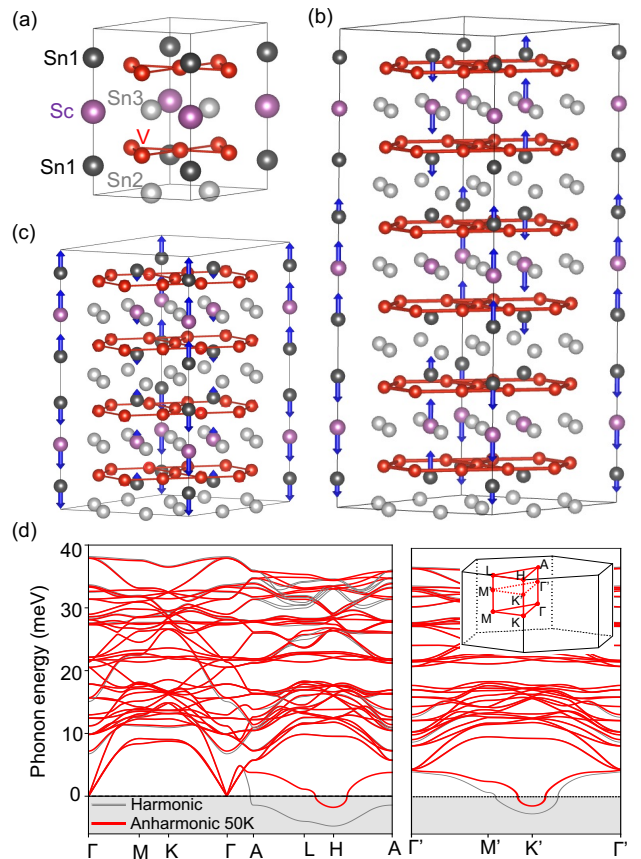 (a)
Sn1
Sn3
Sc
V
Sn1
Sn2
(b)
(c)
(d)
Phonon energy (meV)
40
30
20
10
0
Harmonic
Anharmonic 50K
Γ M K Γ A L H A
L H A
M' K' Γ'
M K Γ
Γ' M' K' Γ'